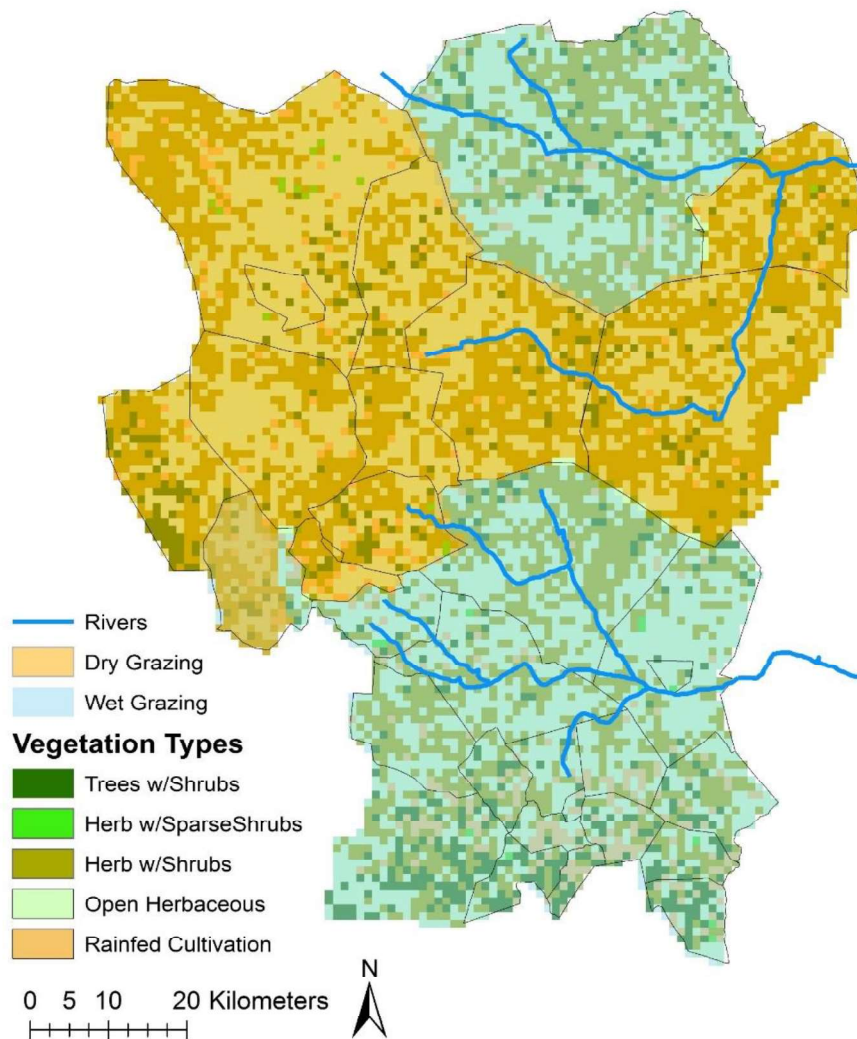 Rivers
Dry Grazing
Wet Grazing
Vegetation Types
Trees w/Shrubs
Herb w/SparseShrubs
Herb w/Shrubs
Open Herbaceous
Rainfed Cultivation
N
0 5 10 20 Kilometers